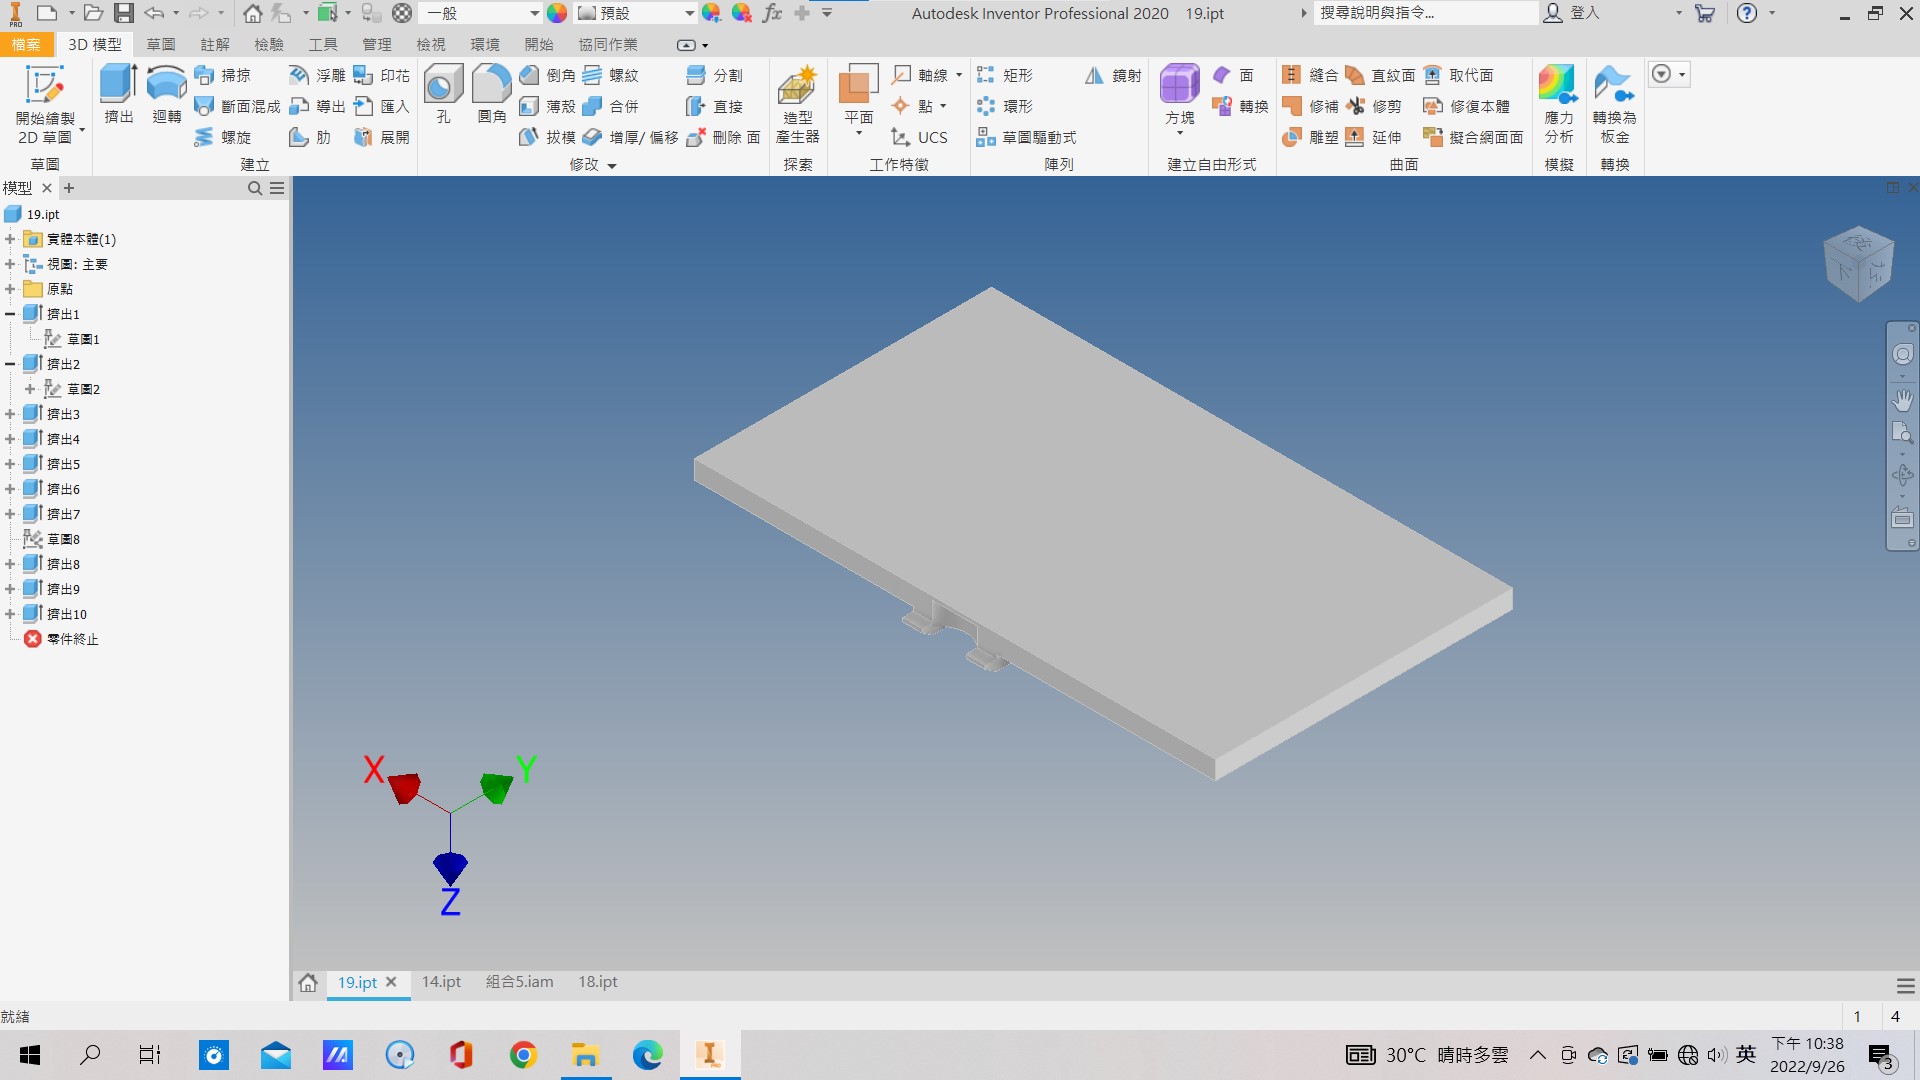 一般
預設
fx
Autodesk Inventor Professional 2020 19.ipt
搜尋說明與指令...
登入
檔案 3D 模型 草圖 註解 檢驗 工具 管理 檢視 環境 開始 協同作業
開始繪製
2D 草圖
草圖
擠出
迴轉
掃掠
斷面混成
螺旋
浮雕
導出
肋
印花
匯入
展開
建立
孔
圓角
倒角
薄殼
拔模
螺紋
合併
增厚/ 偏移
分割
直接
刪除 面
修改
造型
產生器
探索
平面
軸線
點
UCS
工作特徵
矩形
環形
草圖驅動式
鏡射
陣列
方塊
面
轉換
建立自由形式
縫合
修補
雕塑
直紋面
修剪
延伸
取代面
修復本體
擬合網面面
曲面
應力
分析
模擬
轉換為
板金
轉換
模型
19.ipt
實體本體(1)
視圖: 主要
原點
擠出1
草圖1
擠出2
草圖2
擠出3
擠出4
擠出5
擠出6
擠出7
草圖8
擠出8
擠出9
擠出10
零件終止
X
Y
Z
19.ipt 14.ipt 組合5.iam 18.ipt
就緒
1 4
30°C 晴時多雲
英
下午 10:38
2022/9/26
3